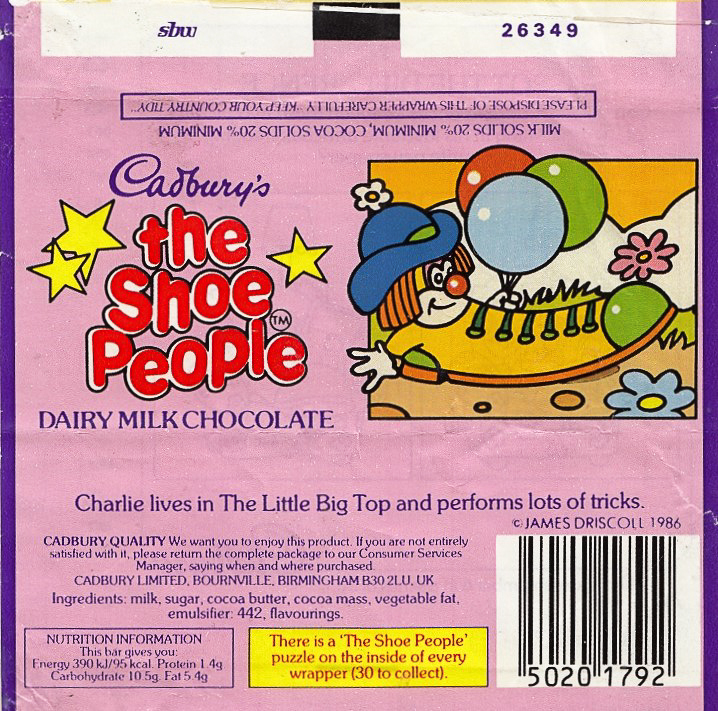 sbw
26349
PLEASE DISPOSE OF THIS WRAPPER CAREFULLY "KEEP YOUR COUNTRY TIDY"
MILK SOLIDS 20% MINIMUM, COCOA SOLIDS 20% MINIMUM
Cadbury's
the
Shoe
People TM
DAIRY MILK CHOCOLATE
Charlie lives in The Little Big Top and performs lots of tricks.
© JAMES DRISCOLL 1986
CADBURY QUALITY We want you to enjoy this product. If you are not entirely
satisfied with it, please return the complete package to our Consumer Services
Manager, saying when and where purchased.
CADBURY LIMITED, BOURNVILLE, BIRMINGHAM B30 2LU, UK
Ingredients: milk, sugar, cocoa butter, cocoa mass, vegetable fat,
emulsifier: 442, flavourings.
NUTRITION INFORMATION
This bar gives you:
Energy 390 kJ/95 kcal. Protein 1.4g
Carbohydrate 10.5g. Fat 5.4g
There is a 'The Shoe People'
puzzle on the inside of every
wrapper (30 to collect).
5020 1792